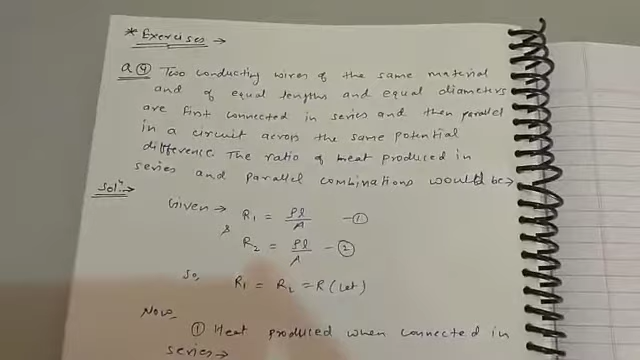 * Exercises →
Q ④ Two conducting wires of the same material
and of equal lengths and equal diameters
are first connected in series and then parallel
in a circuit across the same potential
difference. The ratio of heat produced in
series and parallel combinations would be →
Solⁿ →
Given → R₁ = ρl/A —①
& R₂ = ρl/A —②
So, R₁ = R₂ = R (let)
Now,
① Heat produced when connected in
series →